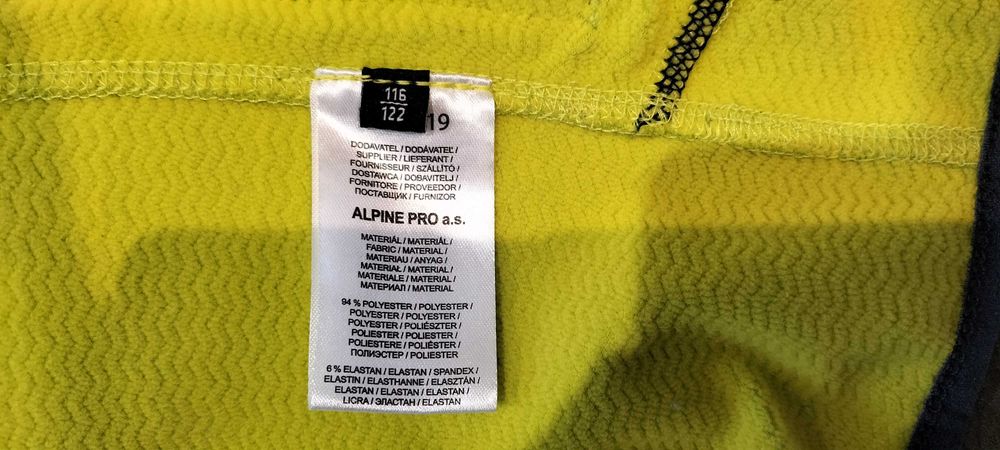 116
122
19
DODAVATEL / DODÁVATEĽ /
SUPPLIER / LIEFERANT /
FOURNISSEUR / SZÁLLÍTÓ /
DOSTAWCA / DOBAVITELJ /
FORNITORE / PROVEEDOR /
ПОСТАВЩИК / FURNIZOR
ALPINE PRO a.s.
MATERIÁL / MATERIÁL /
FABRIC / MATERIAL /
MATERIAU / ANYAG /
MATERIAŁ / MATERIAL /
MATERIALE / MATERIAL /
МАТЕРИАЛ / MATERIAL
94 % POLYESTER / POLYESTER /
POLYESTER / POLYESTER /
POLYESTER / POLIÉSZTER /
POLIESTER / POLIESTER /
POLIESTERE / POLIÉSTER /
ПОЛИЭСТЕР / POLIESTER
6 % ELASTAN / ELASTAN / SPANDEX /
ELASTIN / ELASTHANNE / ELASZTÁN /
ELASTAN / ELASTAN / ELASTAN /
LICRA / ЭЛАСТАН / ELASTAN